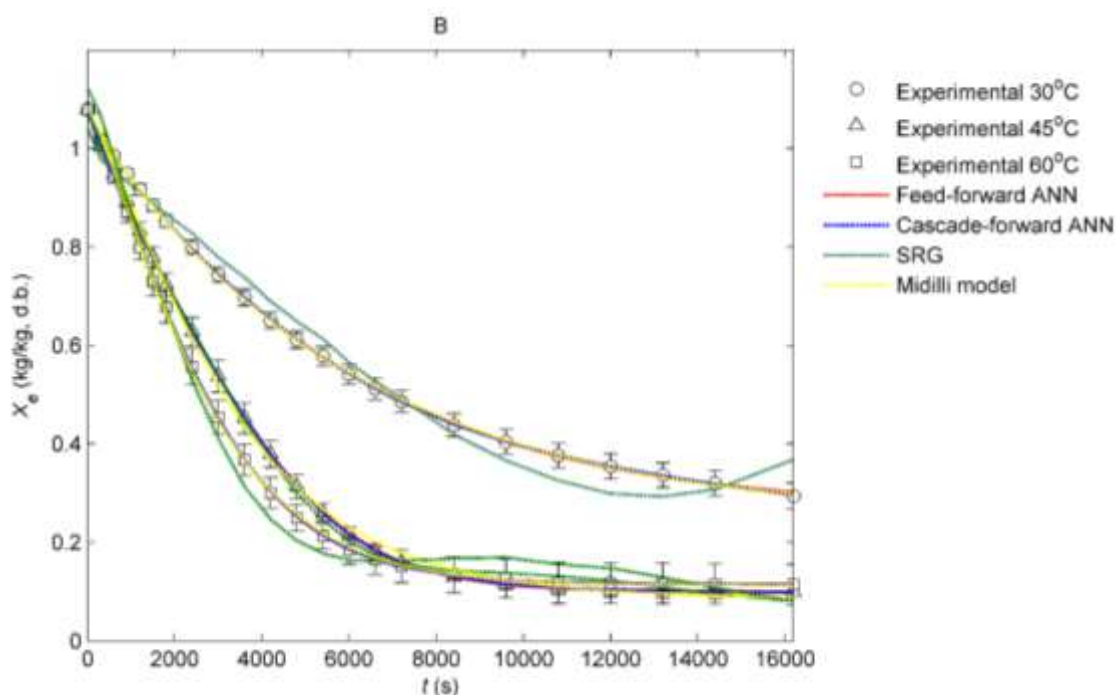 B
Experimental 30°C
Experimental 45°C
Experimental 60°C
Feed-forward ANN
Cascade-forward ANN
SRG
Midilli model
Xe (kg/kg, d.b.)
1
0.8
0.6
0.4
0.2
0
0 2000 4000 6000 8000 10000 12000 14000 16000
t (s)